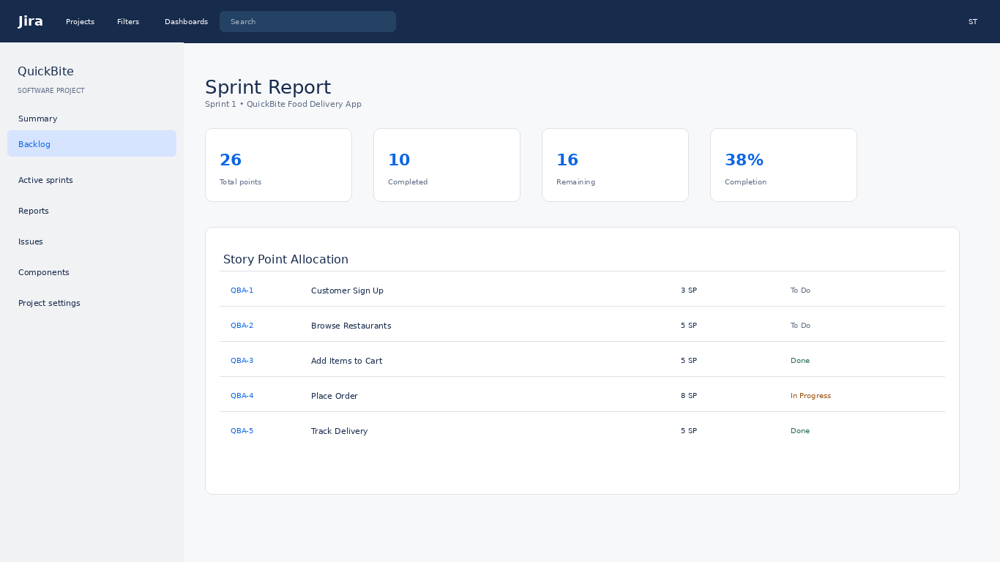 Jira Projects Filters Dashboards Search ST
QuickBite
SOFTWARE PROJECT
Summary
Backlog
Active sprints
Reports
Issues
Components
Project settings
Sprint Report
Sprint 1 • QuickBite Food Delivery App
26 10 16 38%
Total points Completed Remaining Completion
Story Point Allocation
QBA-1 Customer Sign Up 3 SP To Do
QBA-2 Browse Restaurants 5 SP To Do
QBA-3 Add Items to Cart 5 SP Done
QBA-4 Place Order 8 SP In Progress
QBA-5 Track Delivery 5 SP Done